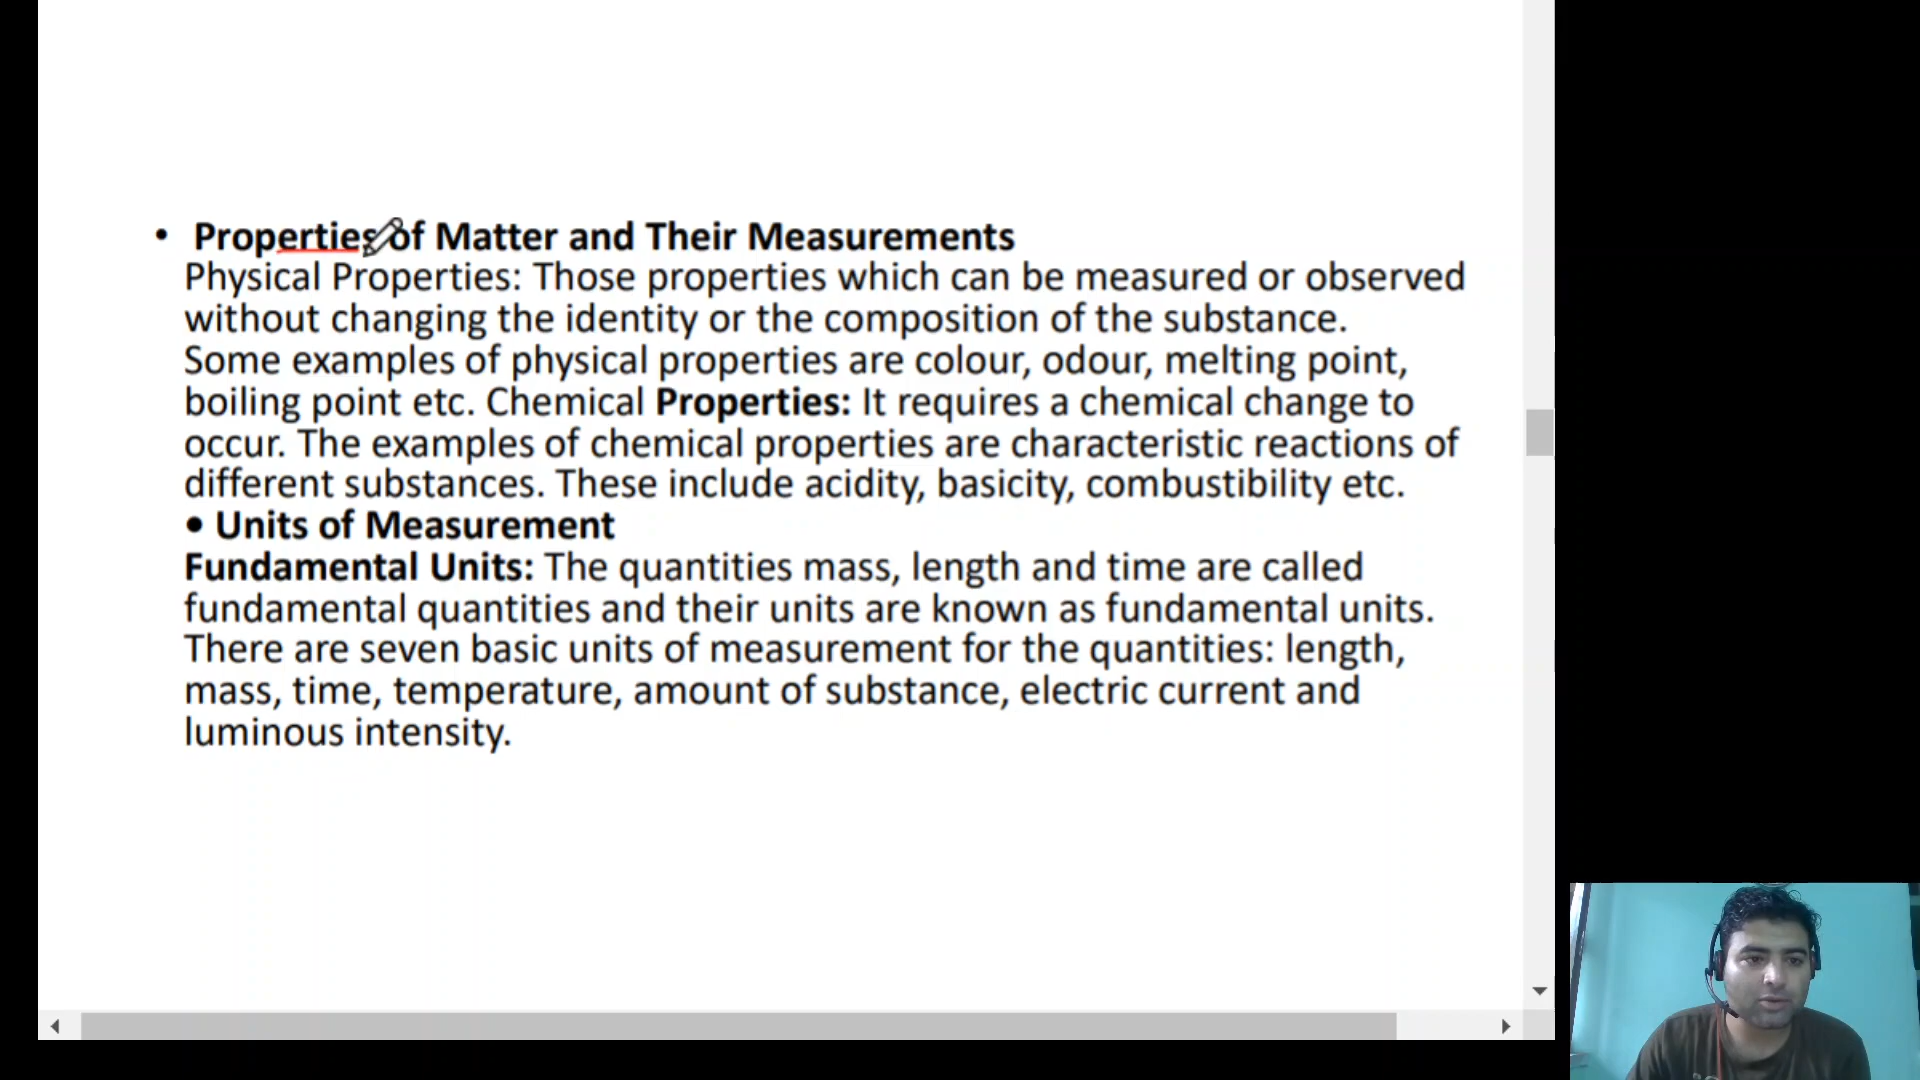 • Properties of Matter and Their Measurements
Physical Properties: Those properties which can be measured or observed
without changing the identity or the composition of the substance.
Some examples of physical properties are colour, odour, melting point,
boiling point etc. Chemical Properties: It requires a chemical change to
occur. The examples of chemical properties are characteristic reactions of
different substances. These include acidity, basicity, combustibility etc.
• Units of Measurement
Fundamental Units: The quantities mass, length and time are called
fundamental quantities and their units are known as fundamental units.
There are seven basic units of measurement for the quantities: length,
mass, time, temperature, amount of substance, electric current and
luminous intensity.